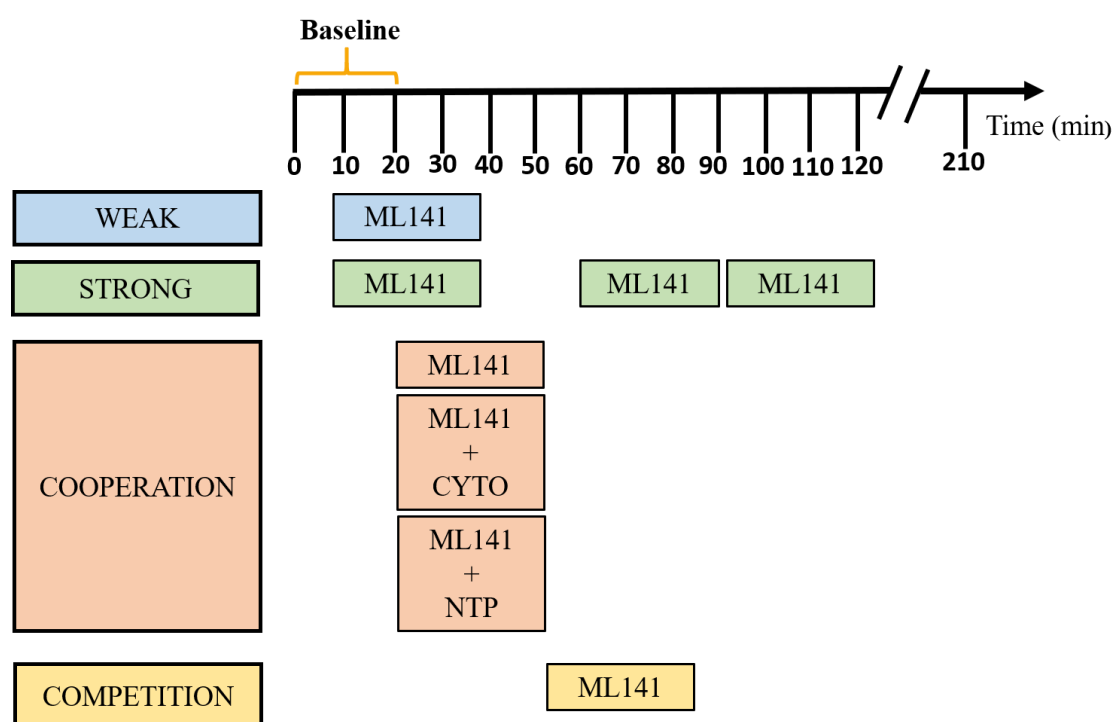 Baseline
Time (min)
0 10 20 30 40 50 60 70 80 90 100 110 120 210
WEAK ML141
STRONG ML141 ML141 ML141
COOPERATION
ML141
ML141
+
CYTO
ML141
+
NTP
COMPETITION ML141